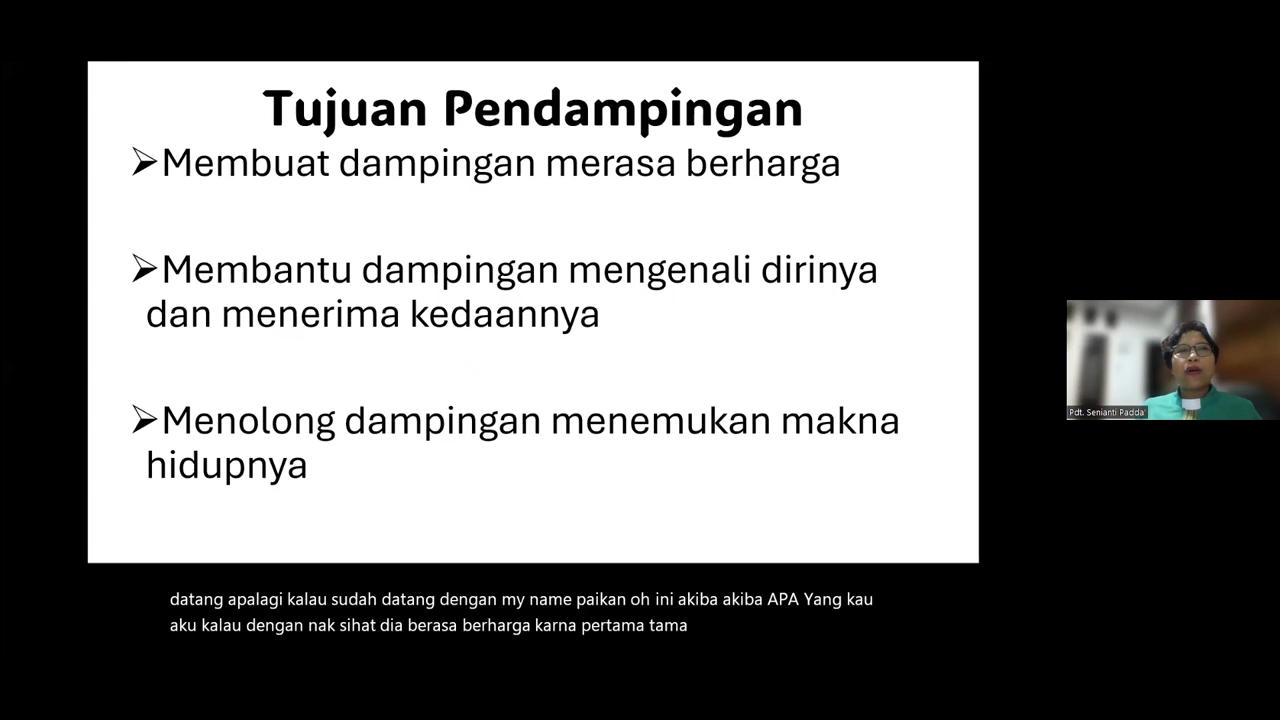 Tujuan Pendampingan
➢Membuat dampingan merasa berharga
➢Membantu dampingan mengenali dirinya
dan menerima kedaannya
➢Menolong dampingan menemukan makna
hidupnya
Pdt. Senianti Padda'
datang apalagi kalau sudah datang dengan my name paikan oh ini akiba akiba APA Yang kau
aku kalau dengan nak sihat dia berasa berharga karna pertama tama